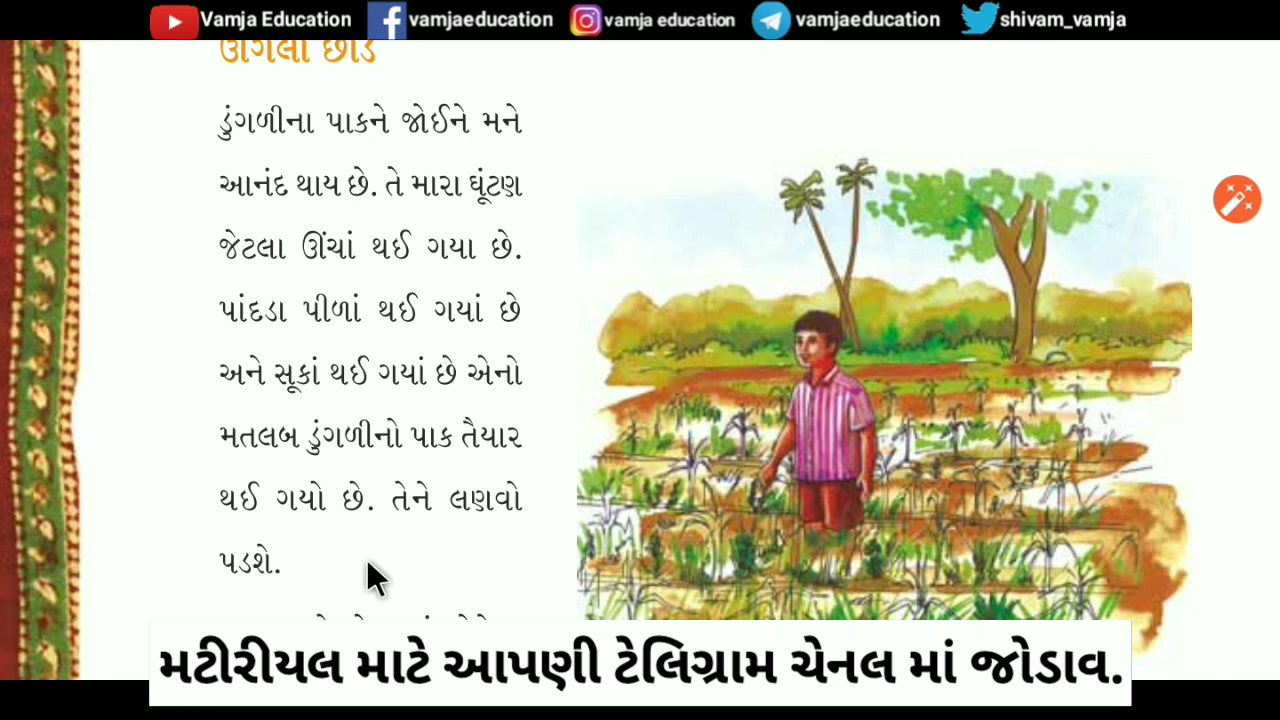 Vamja Education vamjaeducation vamja education vamjaeducation shivam_vamja
ઊગેલા છોડ
ડુંગળીના પાકને જોઈને મને
આનંદ થાય છે. તે મારા ઘૂંટણ
જેટલા ઊંચાં થઈ ગયા છે.
પાંદડા પીળાં થઈ ગયાં છે
અને સૂકાં થઈ ગયાં છે એનો
મતલબ ડુંગળીનો પાક તૈયાર
થઈ ગયો છે. તેને લણવો
પડશે.
મટીરીયલ માટે આપણી ટેલિગ્રામ ચેનલ માં જોડાવ.